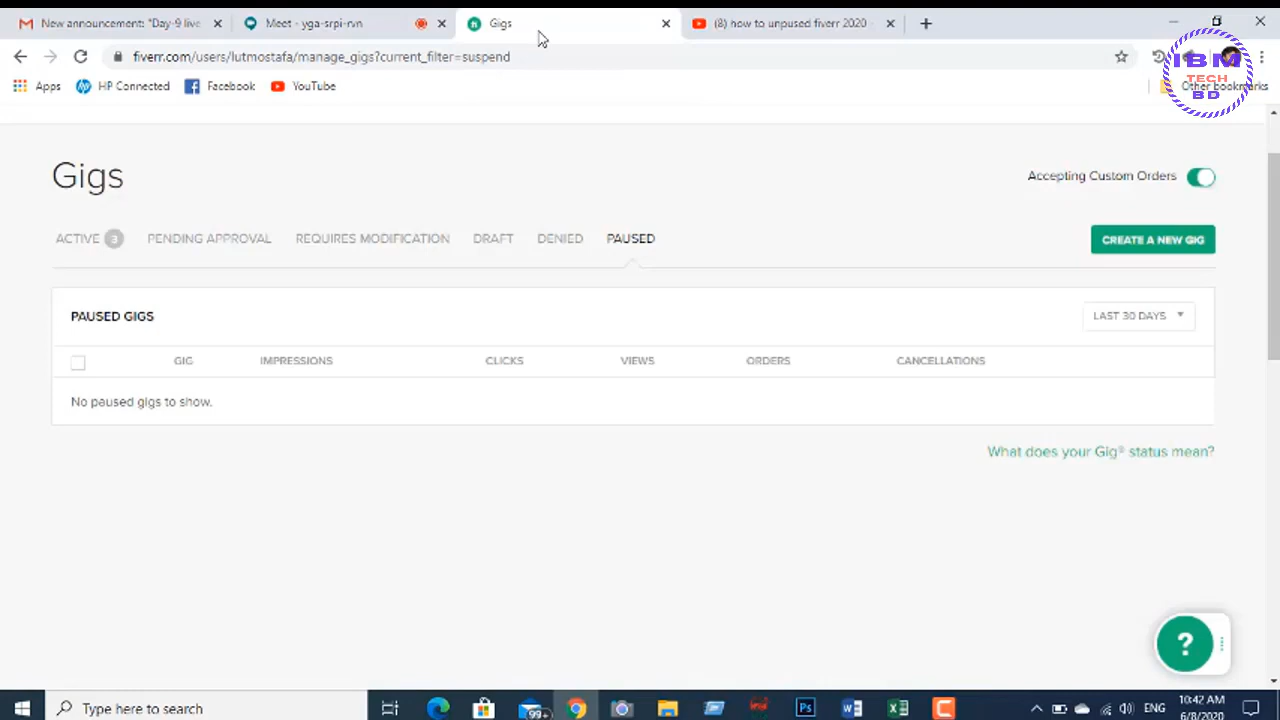 New announcement: "Day-9 live
Meet - yga-srpi-rvn
Gigs
(8) how to unpused fiverr 2020 -
fiverr.com/users/lutmostafa/manage_gigs?current_filter=suspend
Apps
HP Connected
Facebook
YouTube
Other bookmarks
IBM
TECH
BD
Gigs
Accepting Custom Orders
ACTIVE 3
PENDING APPROVAL
REQUIRES MODIFICATION
DRAFT
DENIED
PAUSED
CREATE A NEW GIG
PAUSED GIGS
LAST 30 DAYS
GIG
IMPRESSIONS
CLICKS
VIEWS
ORDERS
CANCELLATIONS
No paused gigs to show.
What does your Gig® status mean?
?
Type here to search
99+
Ps
ENG
10:42 AM
6/8/2020